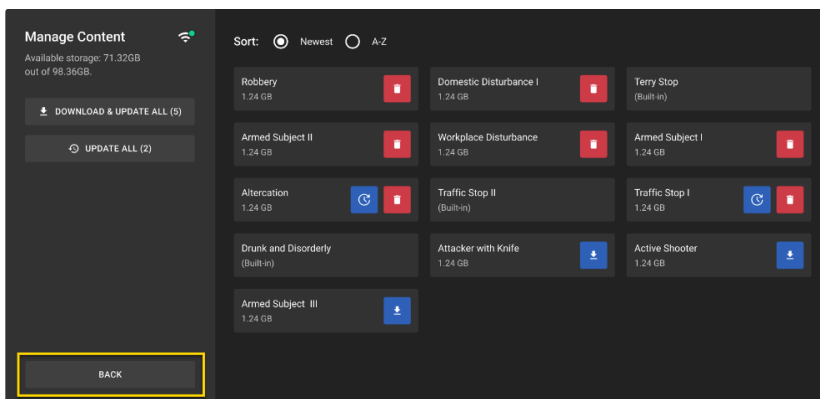 Manage Content
Available storage: 71.32GB
out of 98.36GB.
DOWNLOAD & UPDATE ALL (5)
UPDATE ALL (2)
BACK
Sort: Newest A-Z
Robbery
1.24 GB
Domestic Disturbance I
1.24 GB
Terry Stop
(Built-in)
Armed Subject II
1.24 GB
Workplace Disturbance
1.24 GB
Armed Subject I
1.24 GB
Altercation
1.24 GB
Traffic Stop II
(Built-in)
Traffic Stop I
1.24 GB
Drunk and Disorderly
(Built-in)
Attacker with Knife
1.24 GB
Active Shooter
1.24 GB
Armed Subject III
1.24 GB